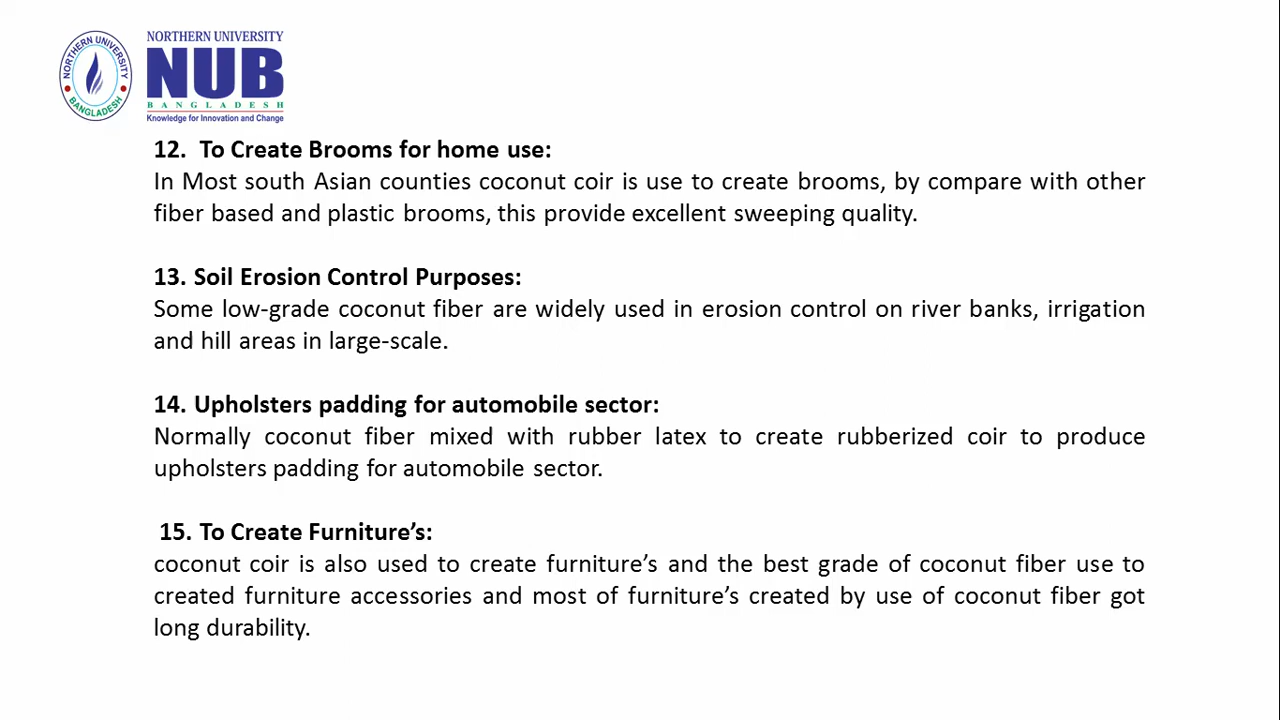 NORTHERN UNIVERSITY
BANGLADESH
NORTHERN UNIVERSITY
NUB
BANGLADESH
Knowledge for Innovation and Change
12. To Create Brooms for home use:
In Most south Asian counties coconut coir is use to create brooms, by compare with other
fiber based and plastic brooms, this provide excellent sweeping quality.
13. Soil Erosion Control Purposes:
Some low-grade coconut fiber are widely used in erosion control on river banks, irrigation
and hill areas in large-scale.
14. Upholsters padding for automobile sector:
Normally coconut fiber mixed with rubber latex to create rubberized coir to produce
upholsters padding for automobile sector.
15. To Create Furniture’s:
coconut coir is also used to create furniture’s and the best grade of coconut fiber use to
created furniture accessories and most of furniture’s created by use of coconut fiber got
long durability.